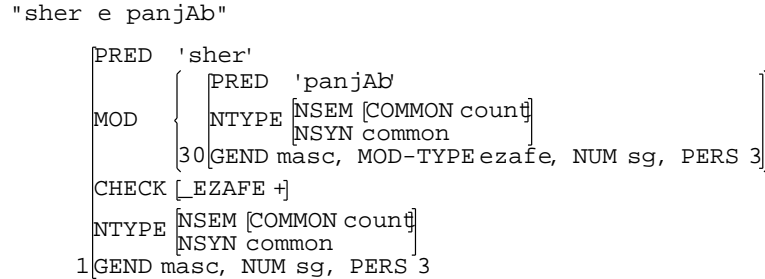 "sher e panjAb"
PRED 'sher'
PRED 'panjAb'
MOD NTYPE NSEM [COMMON count]
NSYN common
30 GEND masc, MOD-TYPE ezafe, NUM sg, PERS 3
CHECK [_EZAFE +]
NTYPE NSEM [COMMON count]
NSYN common
1 GEND masc, NUM sg, PERS 3